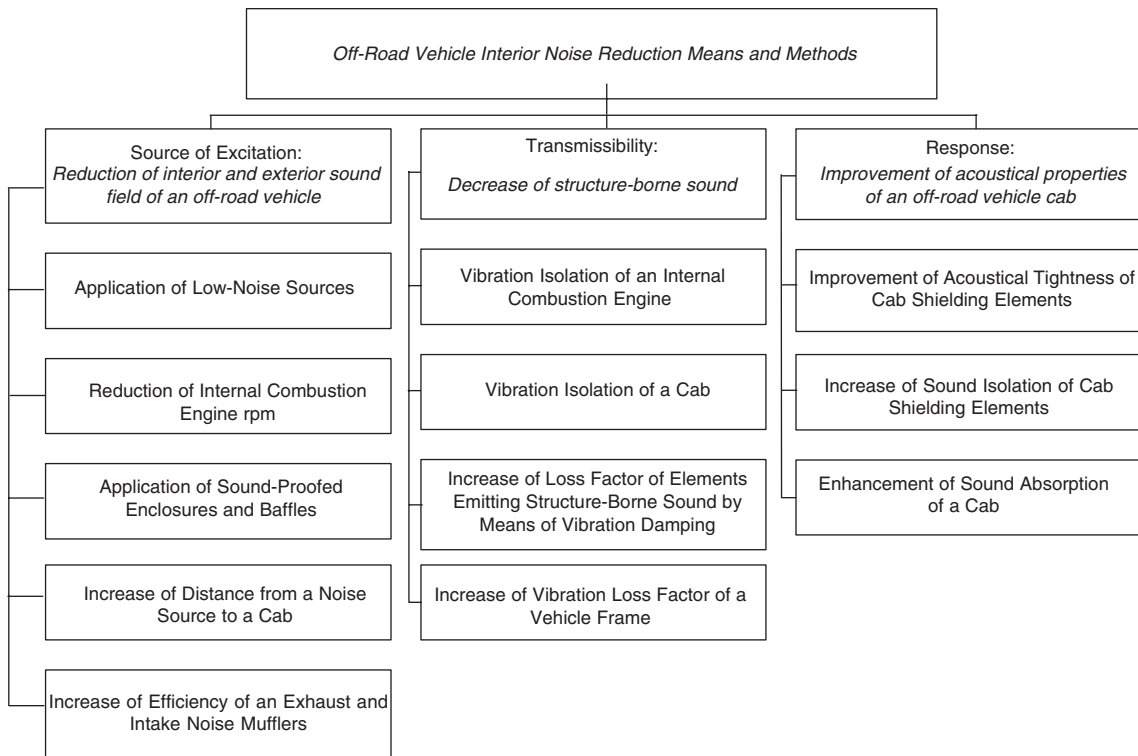 Off-Road Vehicle Interior Noise Reduction Means and Methods
Source of Excitation:
Reduction of interior and exterior sound
field of an off-road vehicle
Application of Low-Noise Sources
Reduction of Internal Combustion
Engine rpm
Application of Sound-Proofed
Enclosures and Baffles
Increase of Distance from a Noise
Source to a Cab
Increase of Efficiency of an Exhaust and
Intake Noise Mufflers
Transmissibility:
Decrease of structure-borne sound
Vibration Isolation of an Internal
Combustion Engine
Vibration Isolation of a Cab
Increase of Loss Factor of Elements
Emitting Structure-Borne Sound by
Means of Vibration Damping
Increase of Vibration Loss Factor of a
Vehicle Frame
Response:
Improvement of acoustical properties
of an off-road vehicle cab
Improvement of Acoustical Tightness of
Cab Shielding Elements
Increase of Sound Isolation of Cab
Shielding Elements
Enhancement of Sound Absorption
of a Cab